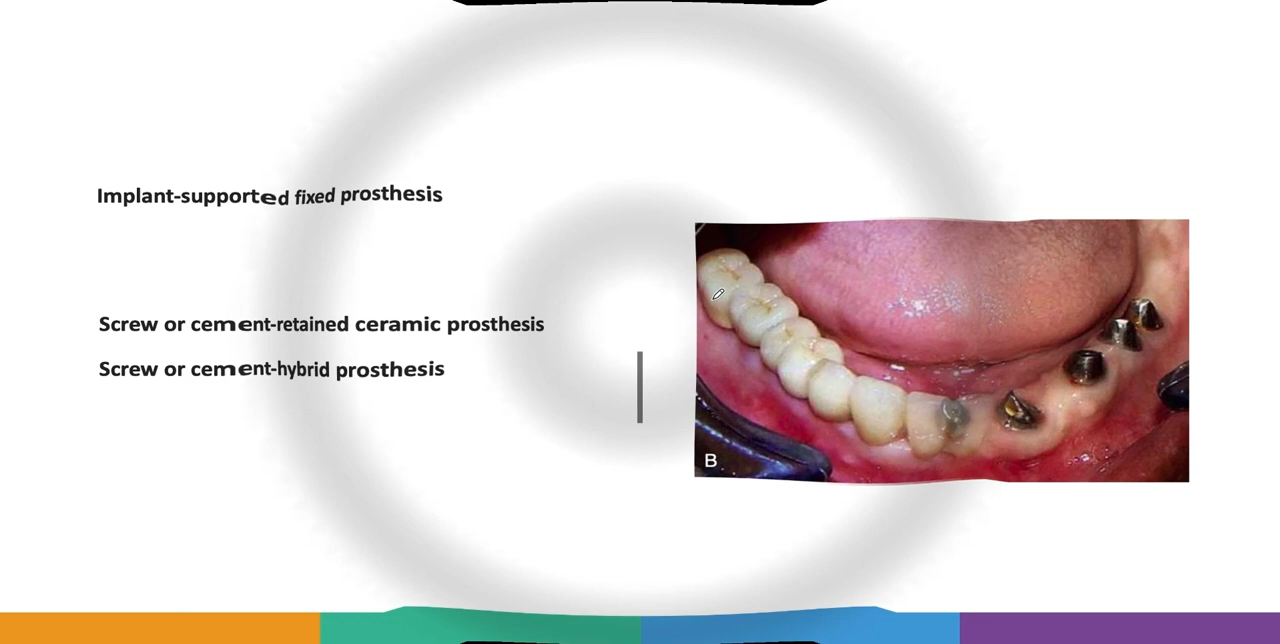 Implant-supported fixed prosthesis
Screw or cement-retained ceramic prosthesis
Screw or cement-hybrid prosthesis
B